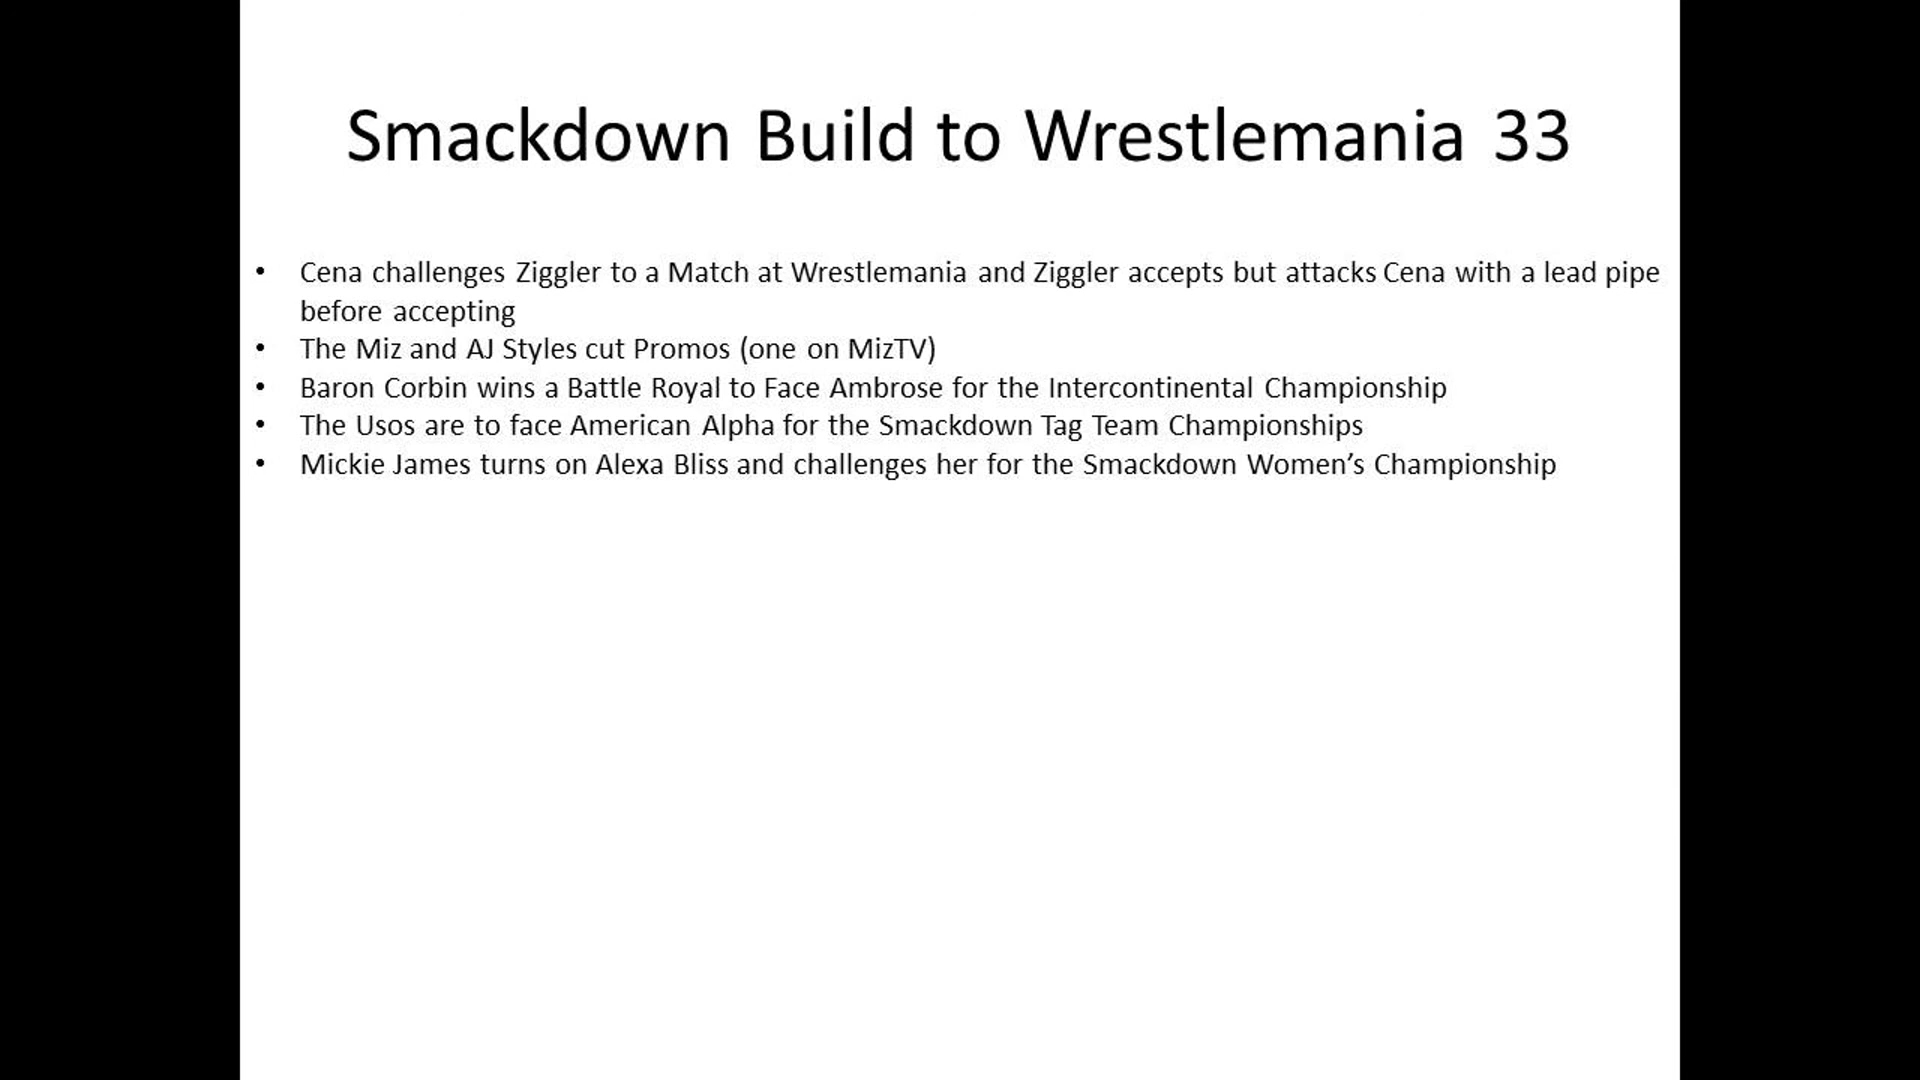 Smackdown Build to Wrestlemania 33
• Cena challenges Ziggler to a Match at Wrestlemania and Ziggler accepts but attacks Cena with a lead pipe
before accepting
• The Miz and AJ Styles cut Promos (one on MizTV)
• Baron Corbin wins a Battle Royal to Face Ambrose for the Intercontinental Championship
• The Usos are to face American Alpha for the Smackdown Tag Team Championships
• Mickie James turns on Alexa Bliss and challenges her for the Smackdown Women’s Championship